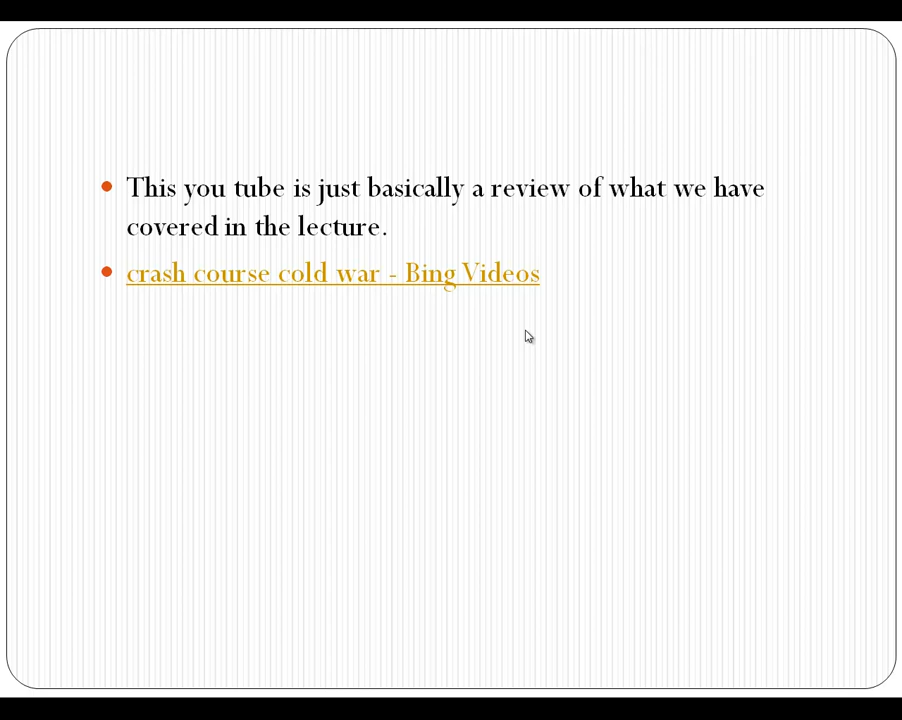 This you tube is just basically a review of what we have
covered in the lecture.
crash course cold war - Bing Videos